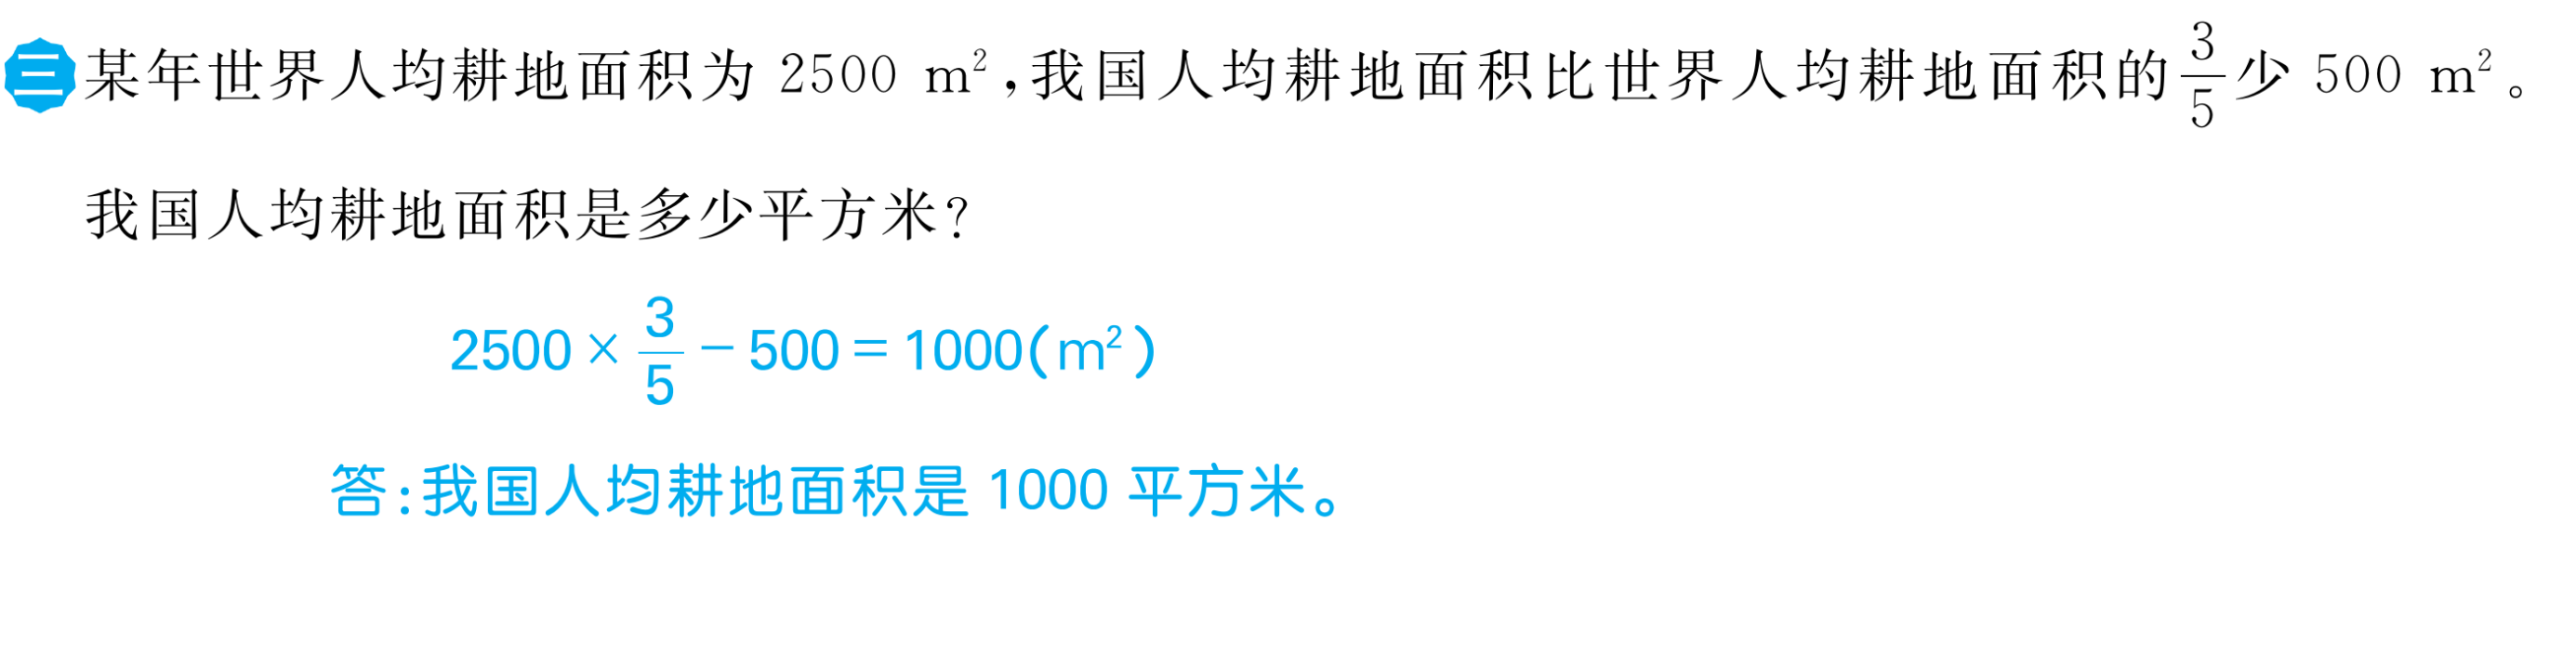 三 某年世界人均耕地面积为 2500 m²,我国人均耕地面积比世界人均耕地面积的3/5少 500 m²。
我国人均耕地面积是多少平方米?
2500 × 3/5 − 500 = 1000(m²)
答:我国人均耕地面积是 1000 平方米。